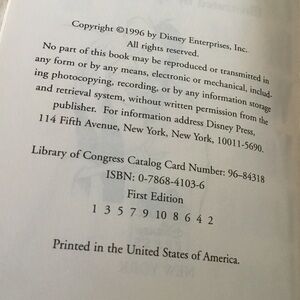 Copyright ©1996 by Disney Enterprises, Inc.
All rights reserved.
No part of this book may be reproduced or transmitted in
any form or by any means, electronic or mechanical, includ-
ing photocopying, recording, or by any information storage
and retrieval system, without written permission from the
publisher. For information address Disney Press,
114 Fifth Avenue, New York, New York, 10011-5690.
Library of Congress Catalog Card Number: 96-84318
ISBN: 0-7868-4103-6
First Edition
1 3 5 7 9 10 8 6 4 2
Printed in the United States of America.
NEW YORK